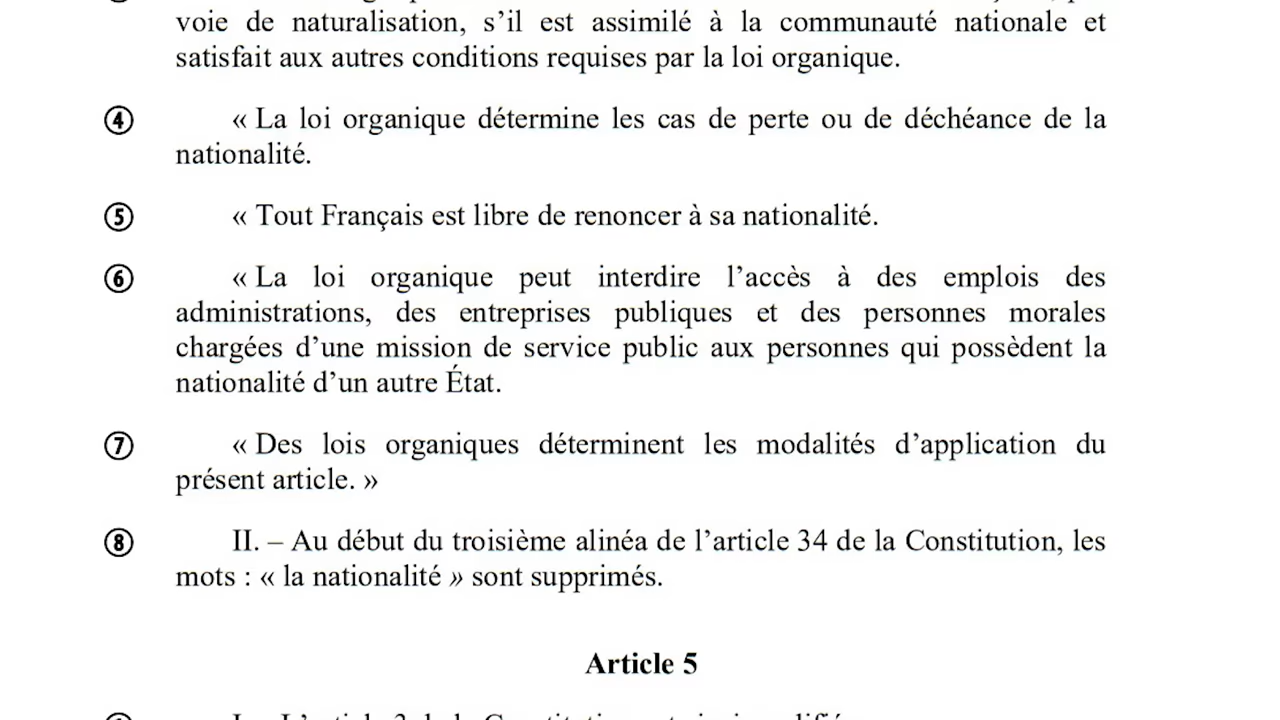 voie de naturalisation, s’il est assimilé à la communauté nationale et
satisfait aux autres conditions requises par la loi organique.
④ « La loi organique détermine les cas de perte ou de déchéance de la
nationalité.
⑤ « Tout Français est libre de renoncer à sa nationalité.
⑥ « La loi organique peut interdire l’accès à des emplois des
administrations, des entreprises publiques et des personnes morales
chargées d’une mission de service public aux personnes qui possèdent la
nationalité d’un autre État.
⑦ « Des lois organiques déterminent les modalités d’application du
présent article. »
⑧ II. – Au début du troisième alinéa de l’article 34 de la Constitution, les
mots : « la nationalité » sont supprimés.
Article 5